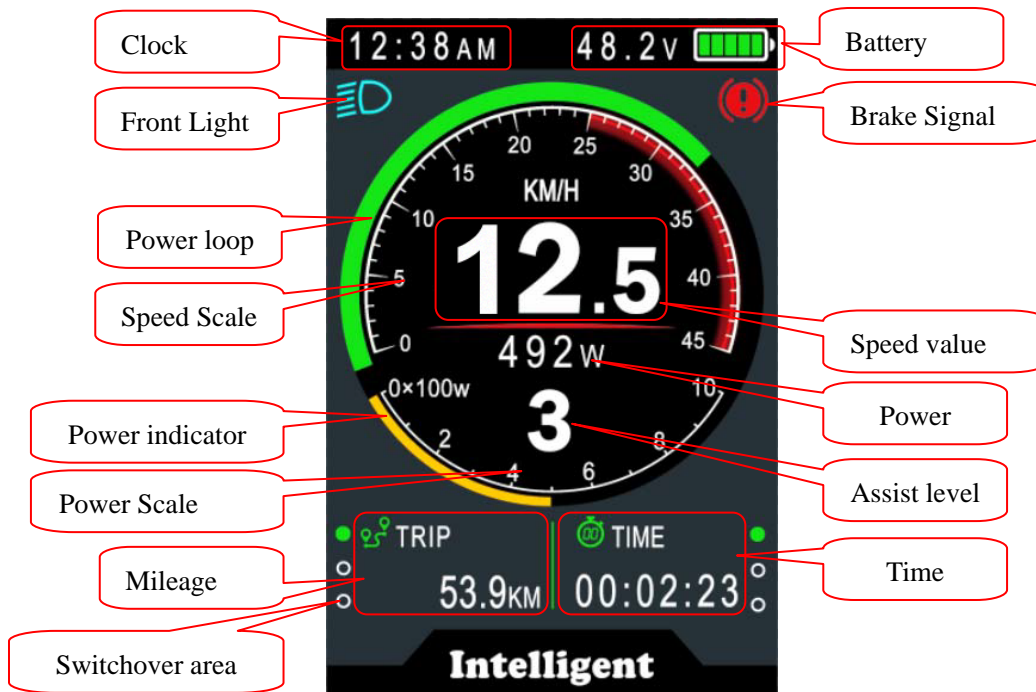 Clock
12:38AM
48.2V
Battery
Front Light
Brake Signal
20
25
15
30
KM/H
10
35
Power loop
12.5
5
40
Speed Scale
0
45
492W
Speed value
0×100w
10
3
Power
Power indicator
2
8
4
6
Power Scale
Assist level
TRIP
00
TIME
Mileage
53.9KM
00:02:23
Time
Switchover area
Intelligent